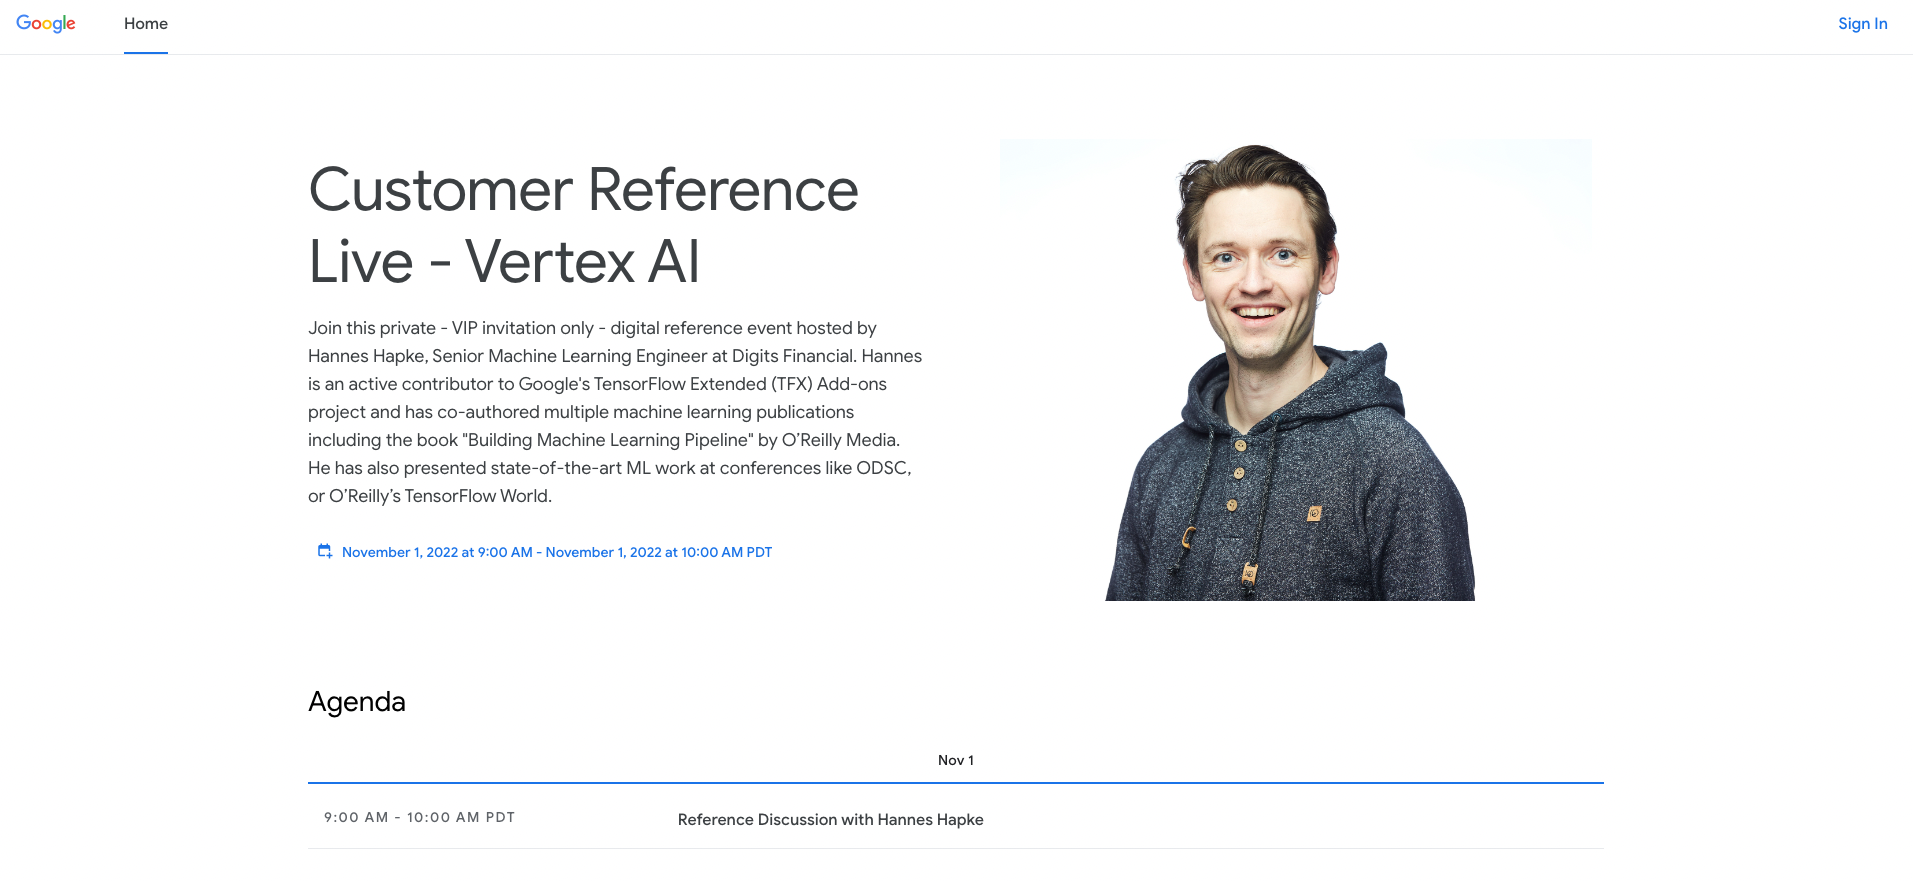 Google
Home
Sign In
Customer Reference
Live - Vertex AI
Join this private - VIP invitation only - digital reference event hosted by
Hannes Hapke, Senior Machine Learning Engineer at Digits Financial. Hannes
is an active contributor to Google's TensorFlow Extended (TFX) Add-ons
project and has co-authored multiple machine learning publications
including the book "Building Machine Learning Pipeline" by O’Reilly Media.
He has also presented state-of-the-art ML work at conferences like ODSC,
or O’Reilly’s TensorFlow World.
November 1, 2022 at 9:00 AM - November 1, 2022 at 10:00 AM PDT
Agenda
Nov 1
9:00 AM - 10:00 AM PDT
Reference Discussion with Hannes Hapke